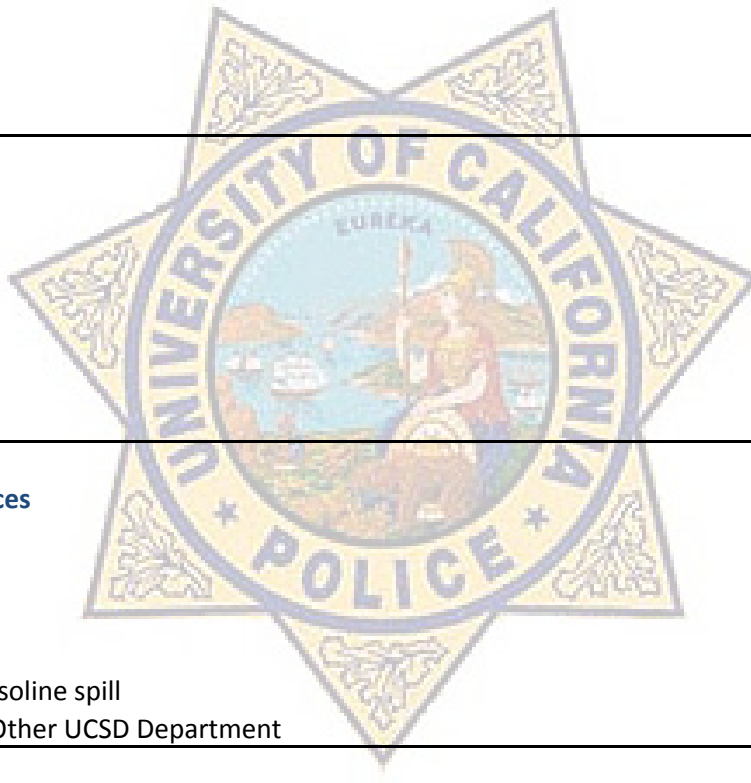 UNIVERSITY OF CALIFORNIA
EUREKA
ces
* POLICE *
soline spill
Other UCSD Department